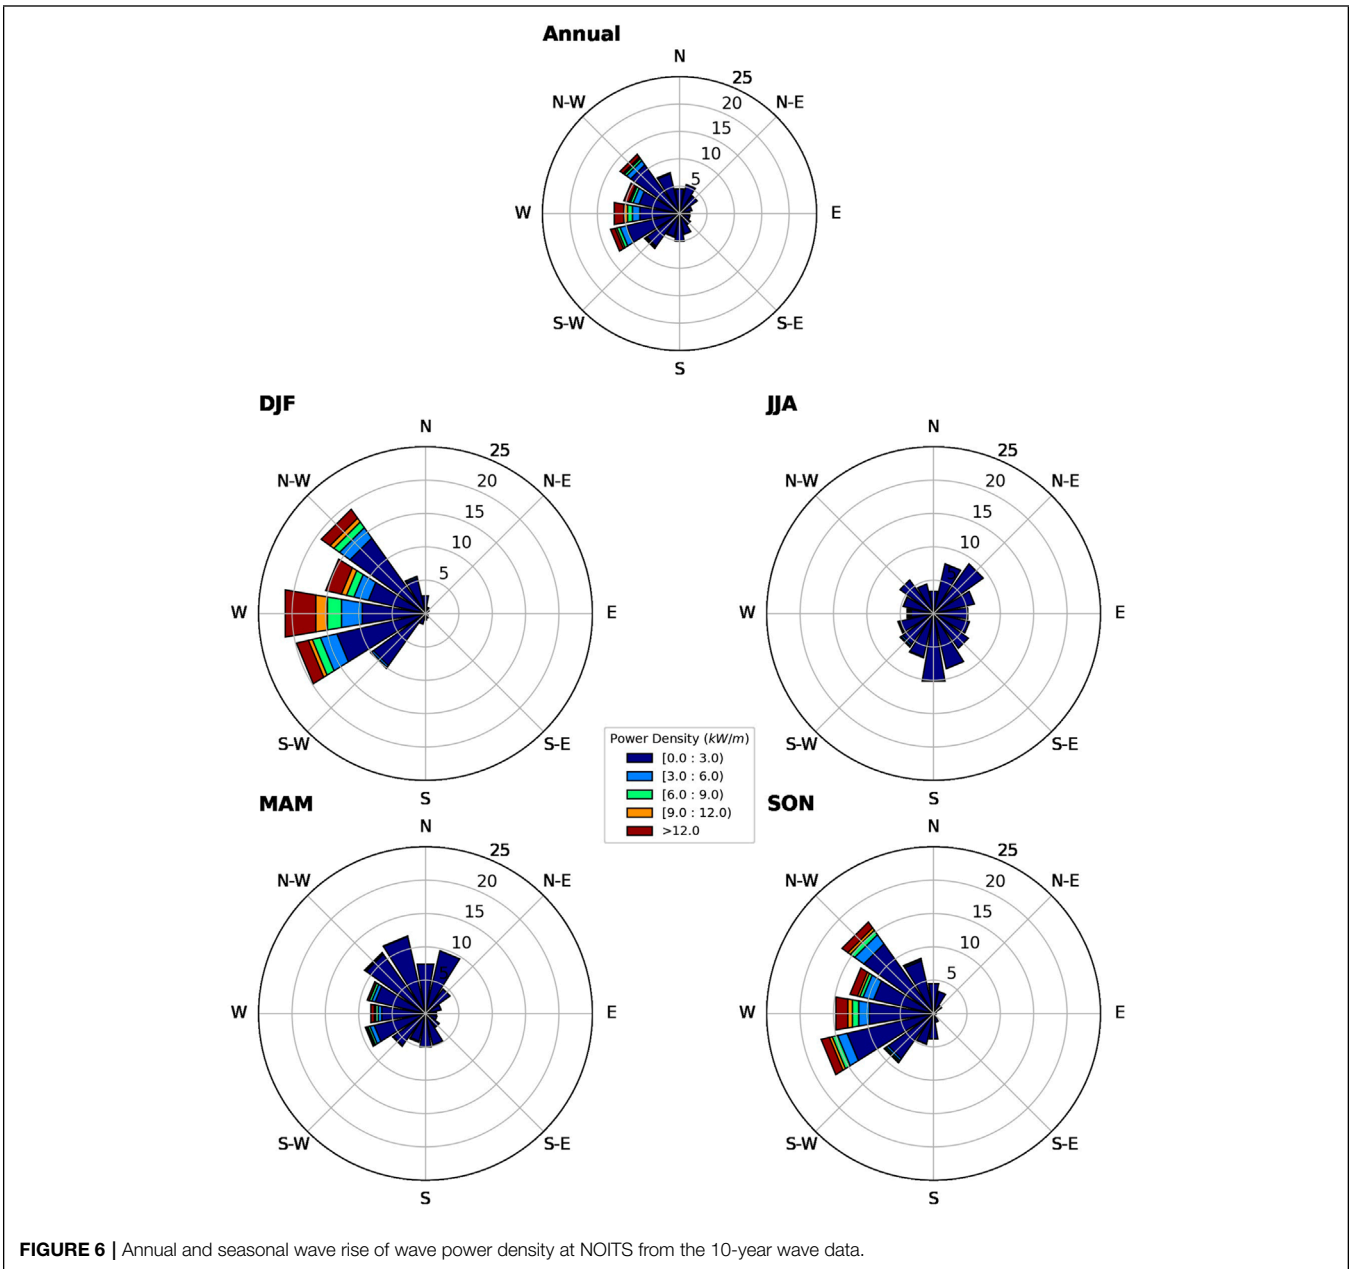 Annual
N
25
N-W
20
N-E
15
10
5
W
E
S-W
S-E
S
DJF
N
25
N-W
20
N-E
15
10
5
W
E
S-W
S-E
S
JJA
N
25
N-W
20
N-E
15
10
W
E
S-W
S-E
S
Power Density (kW/m)
[0.0 : 3.0)
[3.0 : 6.0)
[6.0 : 9.0)
[9.0 : 12.0)
>12.0
MAM
N
25
N-W
20
N-E
15
10
W
E
S-W
S-E
S
SON
N
25
N-W
20
N-E
15
10
5
W
E
S-W
S-E
S
FIGURE 6 | Annual and seasonal wave rise of wave power density at NOITS from the 10-year wave data.